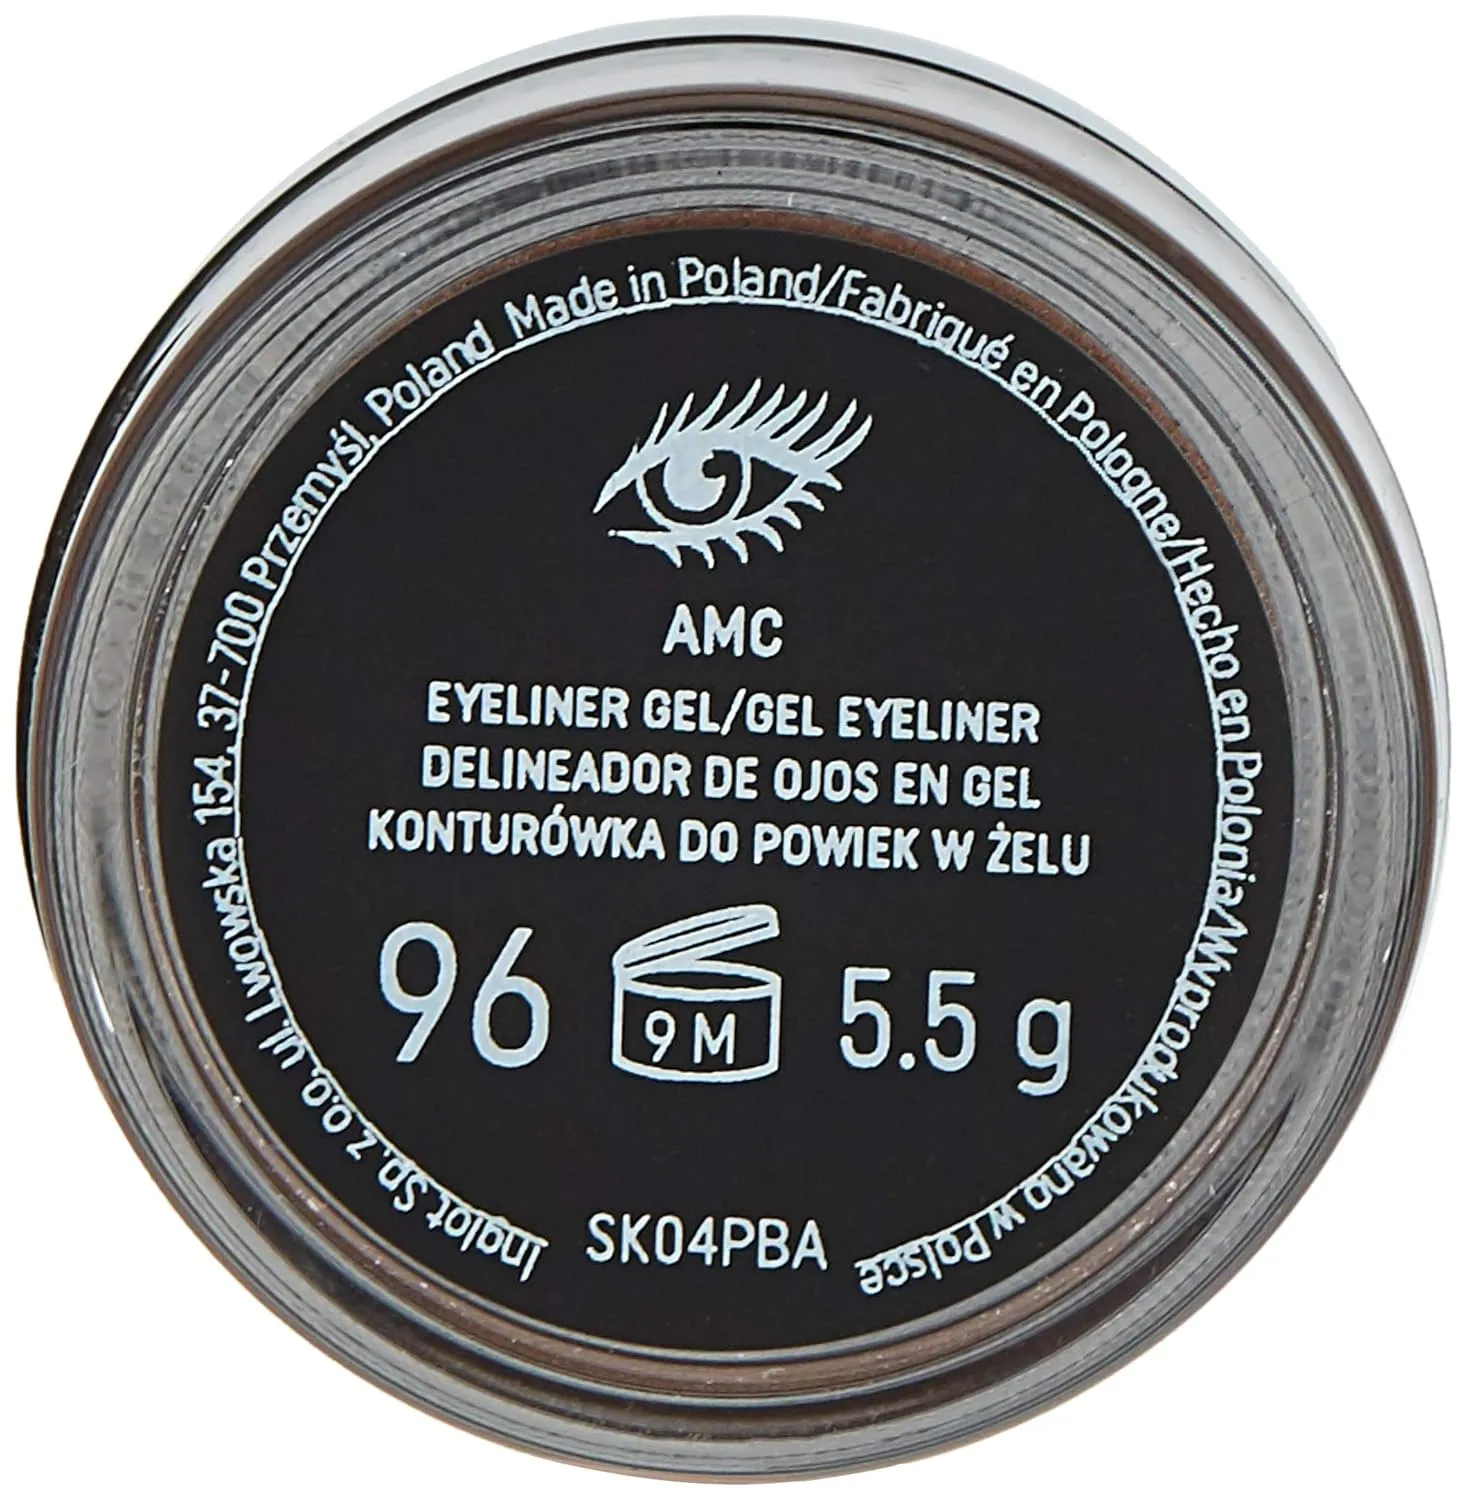 Inglot Sp. z o.o. ul. Lwowska 154, 37-700 Przemyśl, Poland Made in Poland/Fabriqué en Pologne/Hecho en Polonia/Wyprodukowano w Polsce
AMC
EYELINER GEL/GEL EYELINER
DELINEADOR DE OJOS EN GEL
KONTURÓWKA DO POWIEK W ŻELU
96 9M 5.5 g
SK04PBA